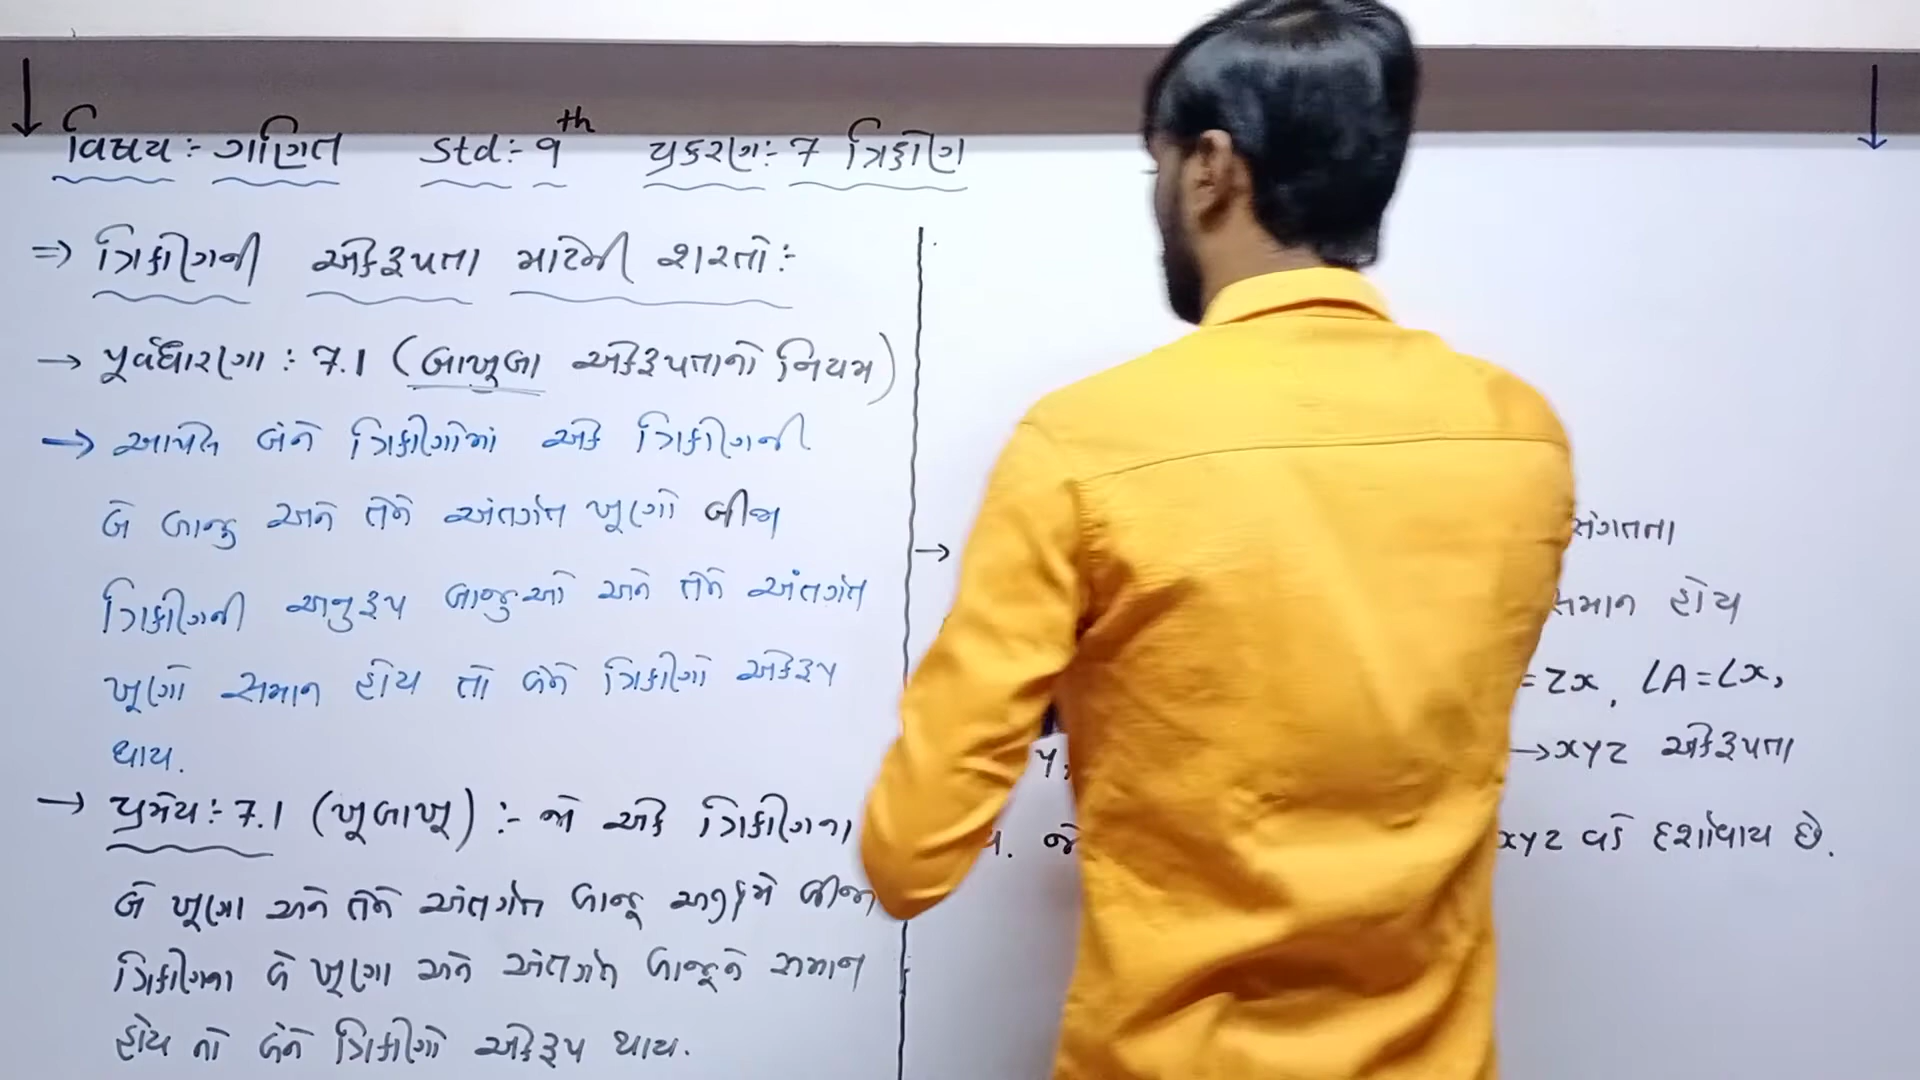 વિષય :- ગણિત Std :- 9th પ્રકરણ :- 7 ત્રિકોણ
=> ત્રિકોણની એકરૂપતા માટેની શરતો :-
→ પૂર્વધારણા : 7.1 (બાખૂબા એકરૂપતાનો નિયમ)
→ આપેલ બંને ત્રિકોણોમાં એક ત્રિકોણની
બે બાજુ અને તેને અંતર્ગત ખૂણો બીજા
ત્રિકોણની અનુરૂપ બાજુઓ અને તેને અંતર્ગત
ખૂણો સમાન હોય તો બંને ત્રિકોણો એકરૂપ
થાય.
→ પ્રમેય :- 7.1 (ખૂબાખૂ) :- જો એક ત્રિકોણના
બે ખૂણા અને તેને અંતર્ગત બાજુ અનુક્રમે બીજા
ત્રિકોણના બે ખૂણા અને અંતર્ગત બાજુને સમાન
હોય તો બંને ત્રિકોણો એકરૂપ થાય.
→ સંગતતા
સમાન હોય
= ZX, ∠A = ∠X,
→ XYZ એકરૂપતા
જે XYZ વડે દર્શાવાય છે.